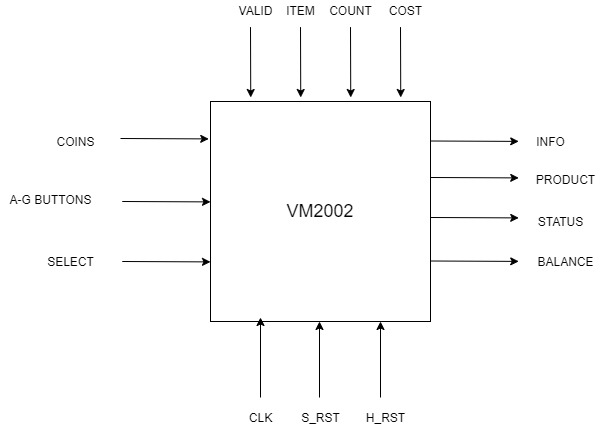 VALID ITEM COUNT COST
COINS
INFO
A-G BUTTONS
PRODUCT
VM2002
STATUS
SELECT
BALANCE
CLK S_RST H_RST